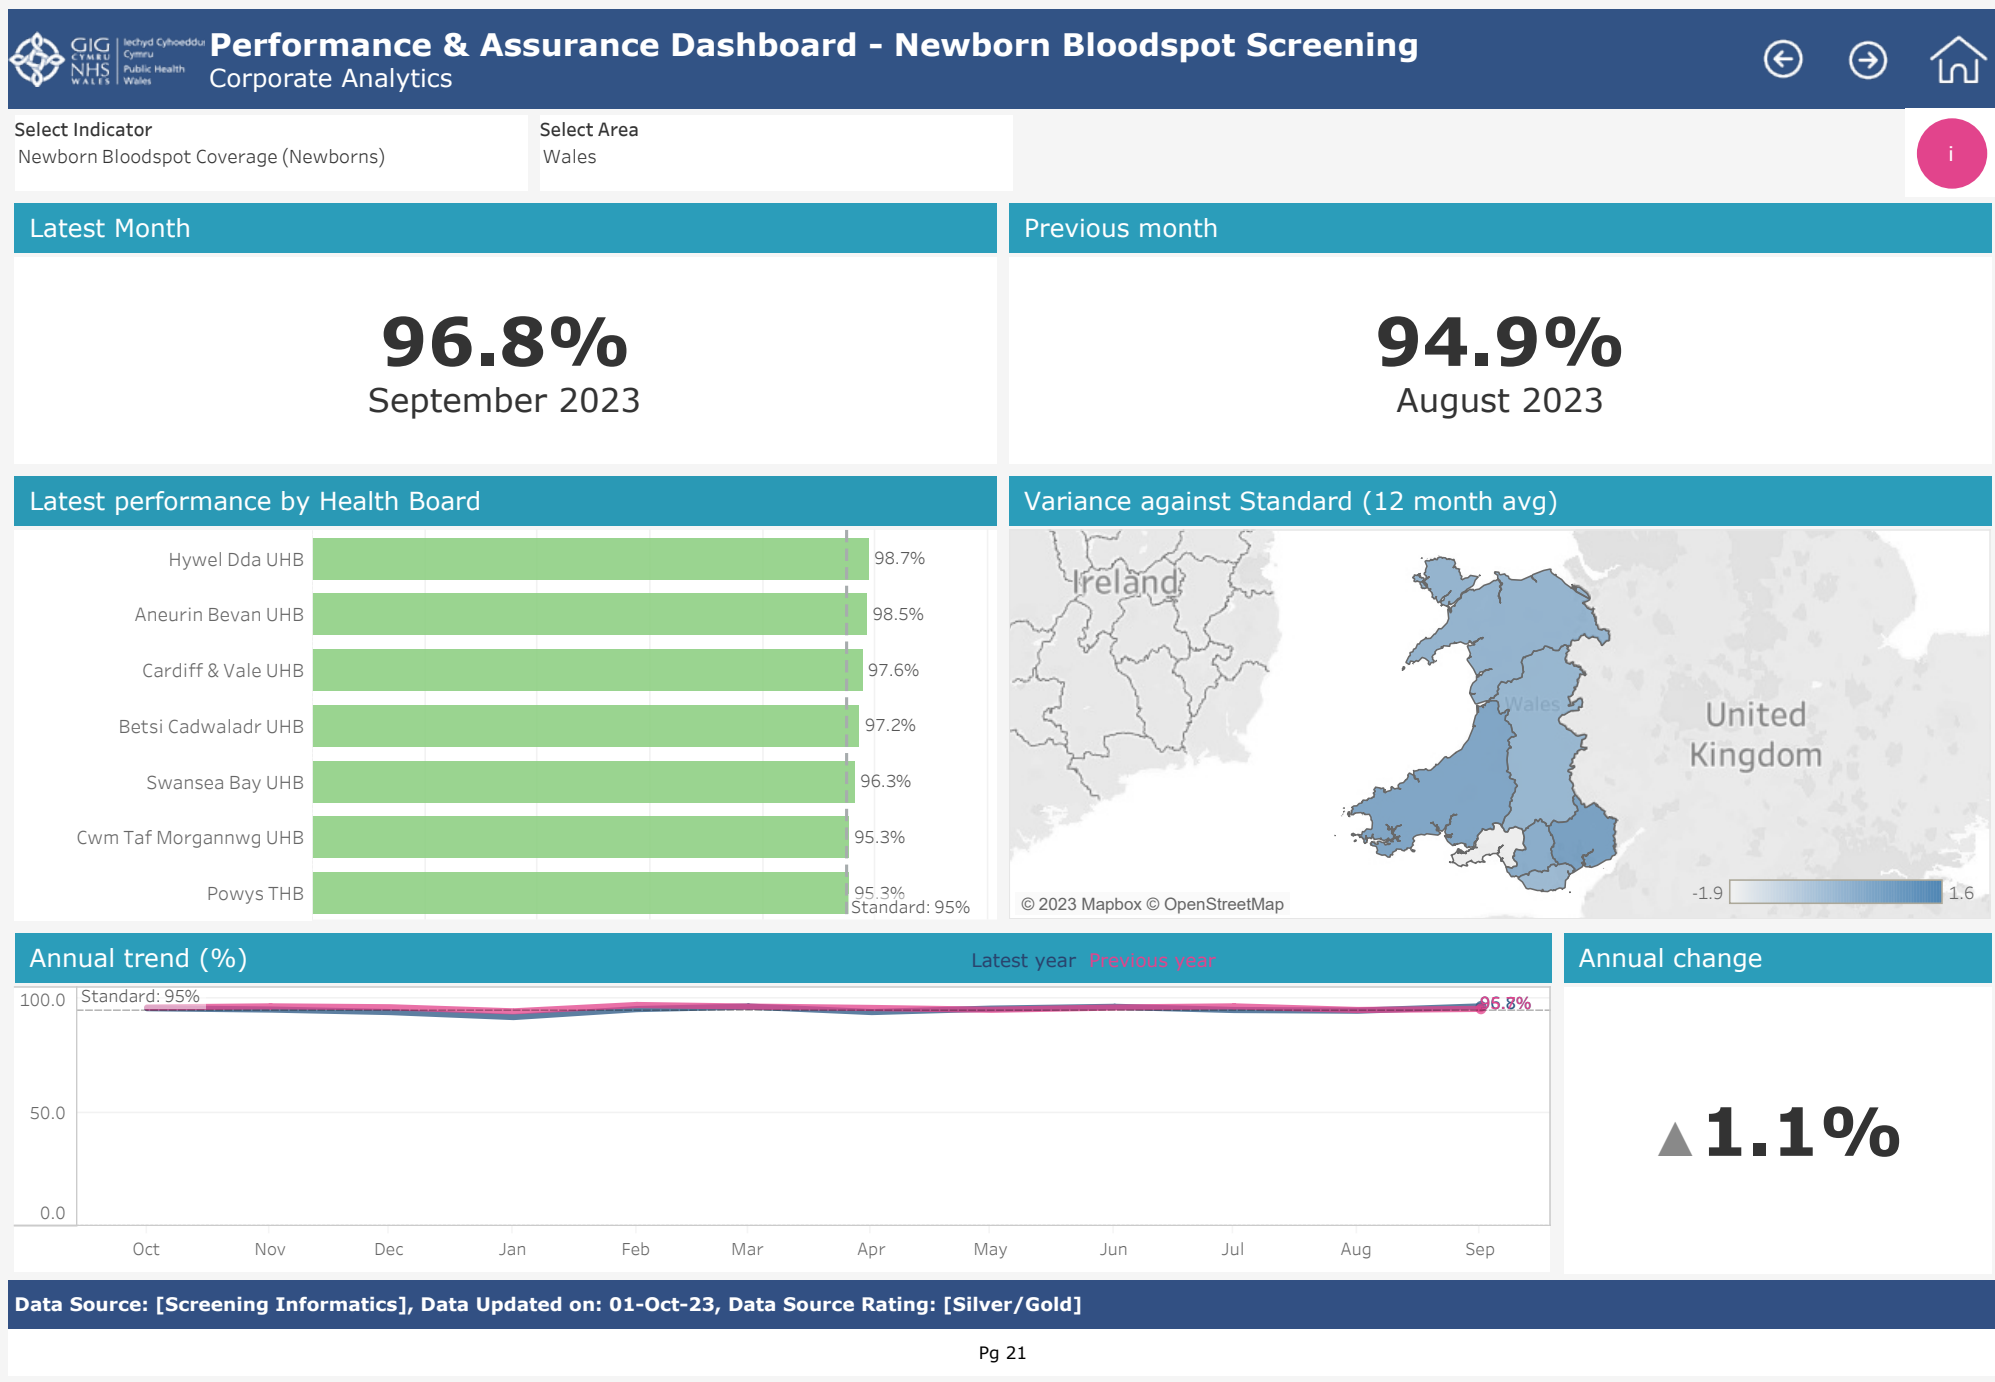 GIG
CYMRU
NHS
WALES
Iechyd Cyhoeddus
Cymru
Public Health
Wales
Performance & Assurance Dashboard - Newborn Bloodspot Screening
Corporate Analytics
Select Indicator
Newborn Bloodspot Coverage (Newborns)
Select Area
Wales
i
Latest Month
96.8%
September 2023
Previous month
94.9%
August 2023
Latest performance by Health Board
Hywel Dda UHB 98.7%
Aneurin Bevan UHB 98.5%
Cardiff & Vale UHB 97.6%
Betsi Cadwaladr UHB 97.2%
Swansea Bay UHB 96.3%
Cwm Taf Morgannwg UHB 95.3%
Powys THB 95.3%
Standard: 95%
Variance against Standard (12 month avg)
Ireland
Wales
United
Kingdom
-1.9 1.6
© 2023 Mapbox © OpenStreetMap
Annual trend (%)
Latest year Previous year
100.0
Standard: 95%
96.8%
50.0
0.0
Oct Nov Dec Jan Feb Mar Apr May Jun Jul Aug Sep
Annual change
▲1.1%
Data Source: [Screening Informatics], Data Updated on: 01-Oct-23, Data Source Rating: [Silver/Gold]
Pg 21